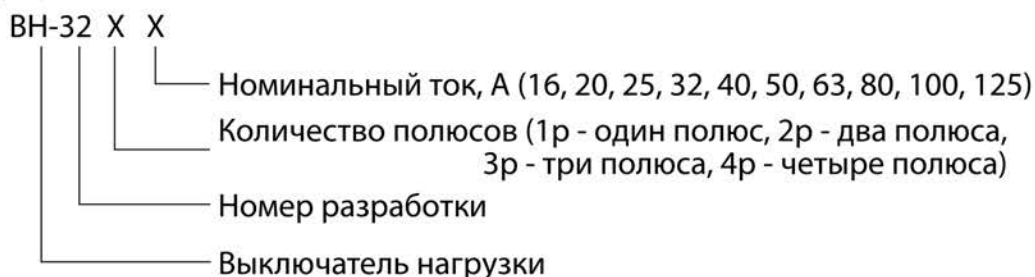 ВН-32 X X
Номинальный ток, А (16, 20, 25, 32, 40, 50, 63, 80, 100, 125)
Количество полюсов (1р - один полюс, 2р - два полюса,
3р - три полюса, 4р - четыре полюса)
Номер разработки
Выключатель нагрузки